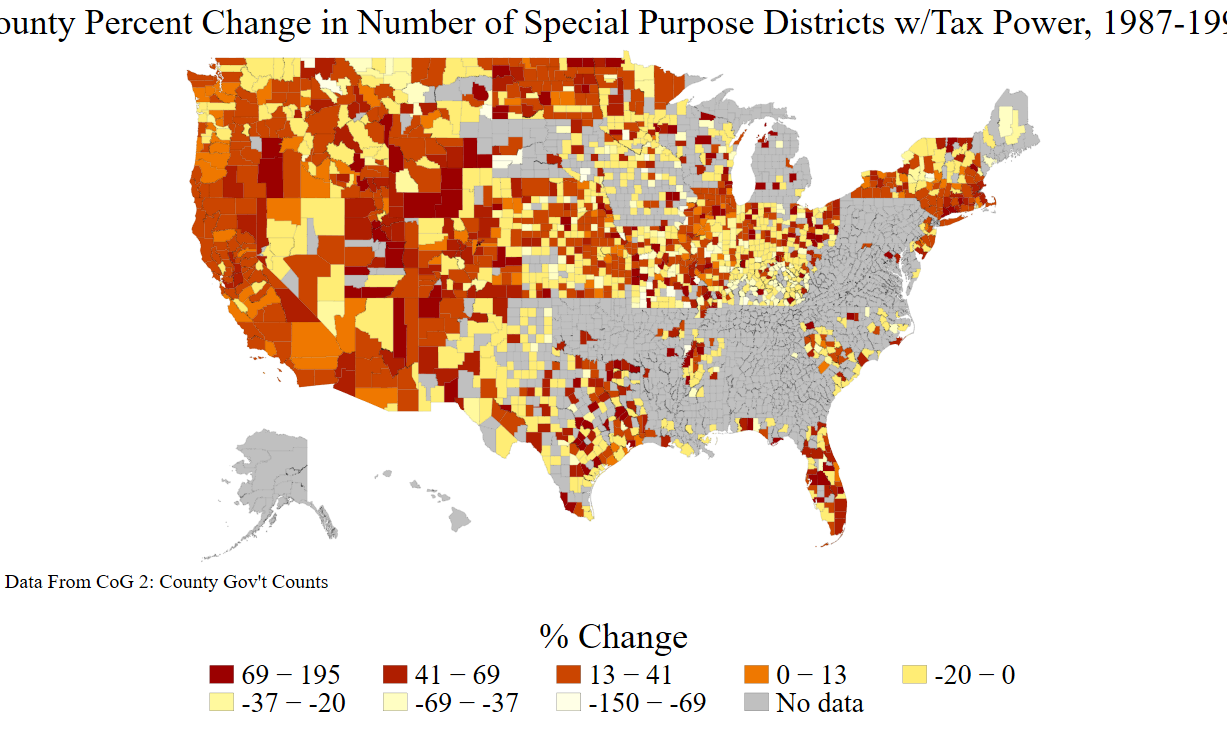 ounty Percent Change in Number of Special Purpose Districts w/Tax Power, 1987-199
Data From CoG 2: County Gov't Counts
% Change
69 − 195 41 − 69 13 − 41 0 − 13 -20 − 0
-37 − -20 -69 − -37 -150 − -69 No data